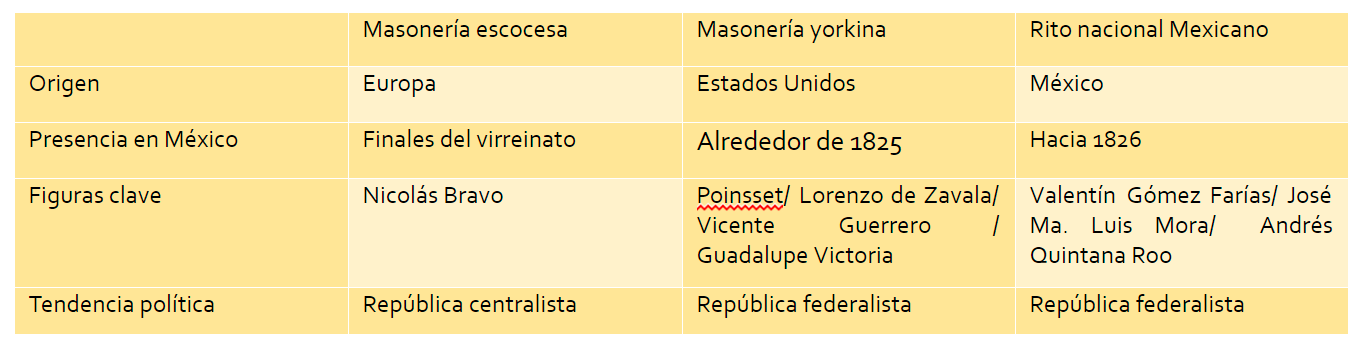 Masonería escocesa
Masonería yorkina
Rito nacional Mexicano
Origen
Europa
Estados Unidos
México
Presencia en México
Finales del virreinato
Alrededor de 1825
Hacia 1826
Figuras clave
Nicolás Bravo
Poinsset/ Lorenzo de Zavala/
Vicente Guerrero /
Guadalupe Victoria
Valentín Gómez Farías/ José
Ma. Luis Mora/ Andrés
Quintana Roo
Tendencia política
República centralista
República federalista
República federalista